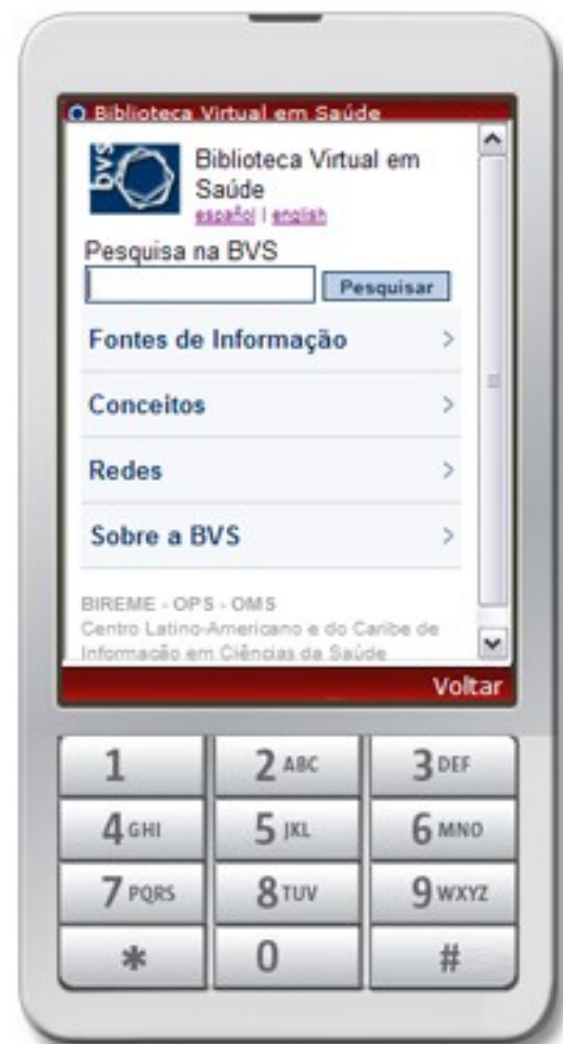 Biblioteca Virtual em Saúde
bvs
Biblioteca Virtual em
Saúde
español | english
Pesquisa na BVS
Pesquisar
Fontes de Informação >
Conceitos >
Redes >
Sobre a BVS >
BIREME - OPS - OMS
Centro Latino-Americano e do Caribe de
Informação em Ciências da Saúde
Voltar
1 2 ABC 3 DEF
4 GHI 5 JKL 6 MNO
7 PQRS 8 TUV 9 WXYZ
* 0 #